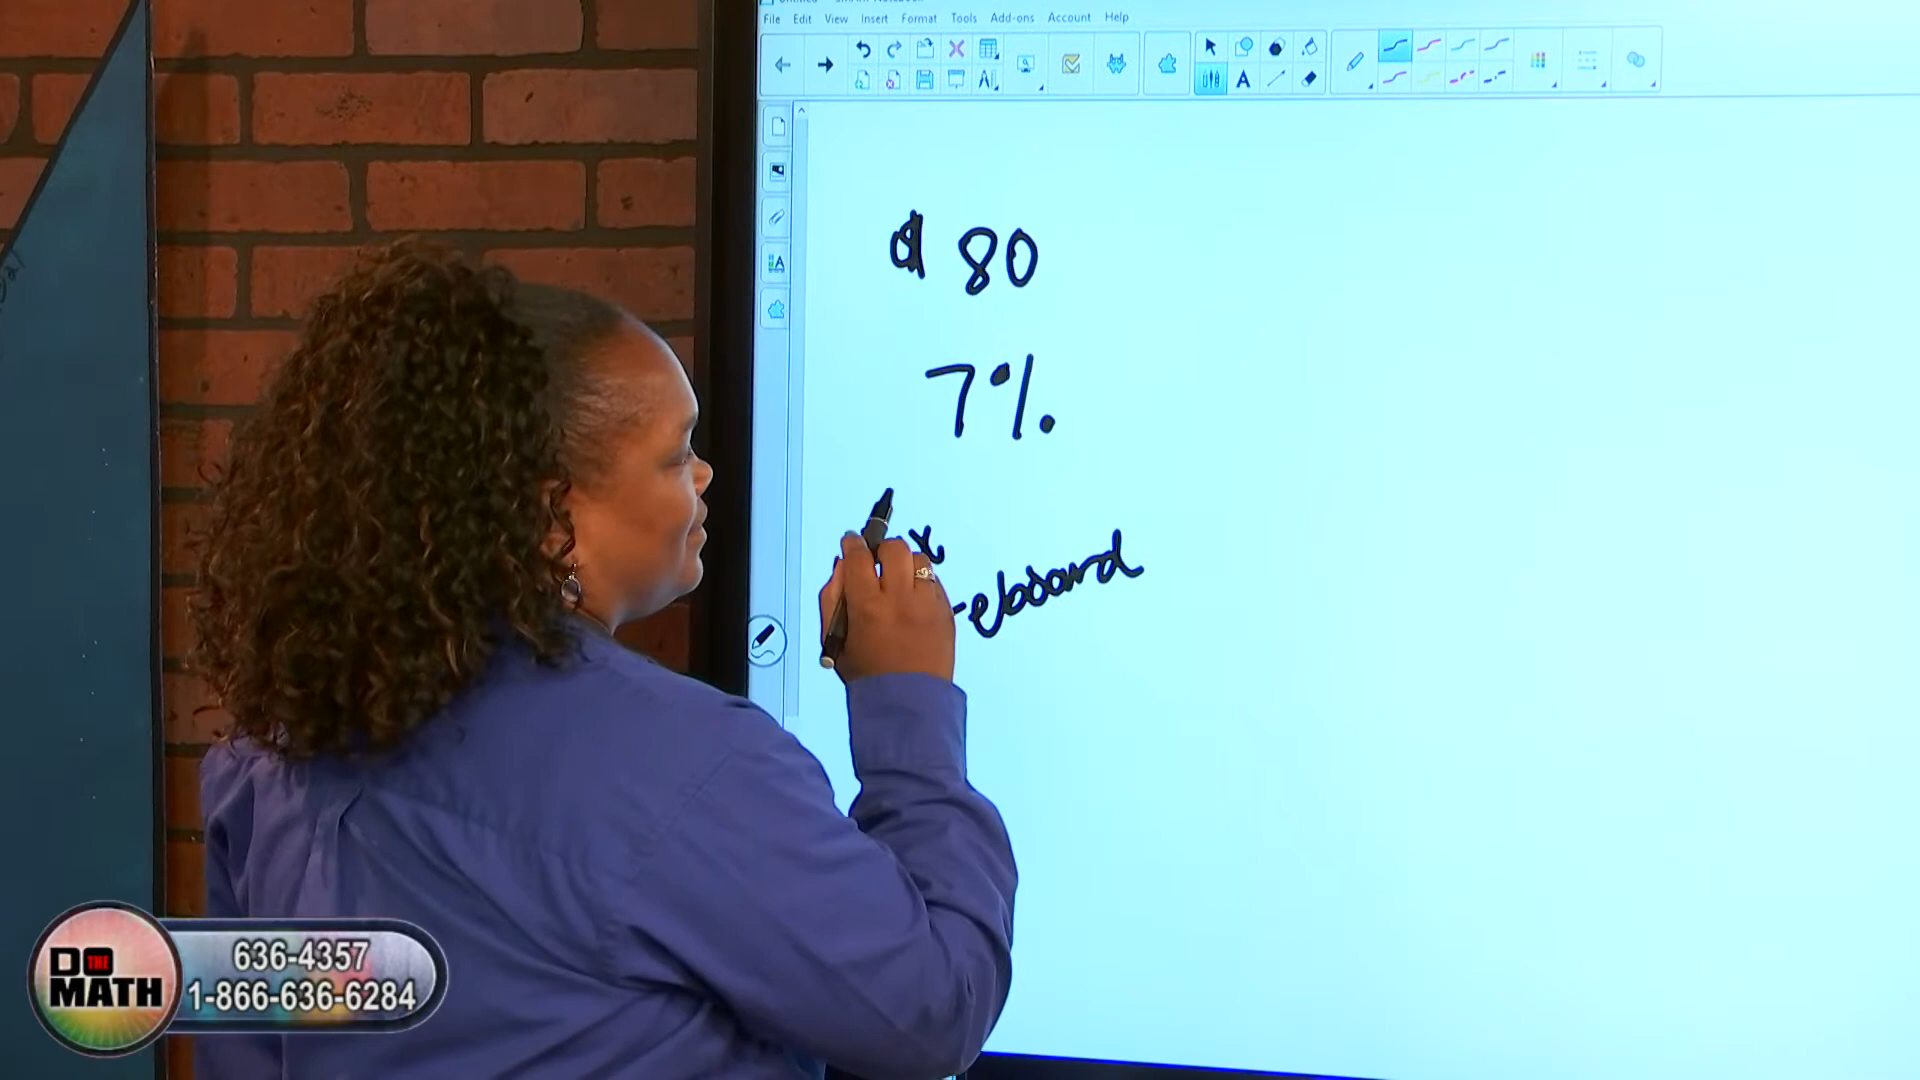 File Edit View Insert Format Tools Add-ons Account Help
$ 80
7%
x
eboard
DO THE MATH
636-4357
1-866-636-6284